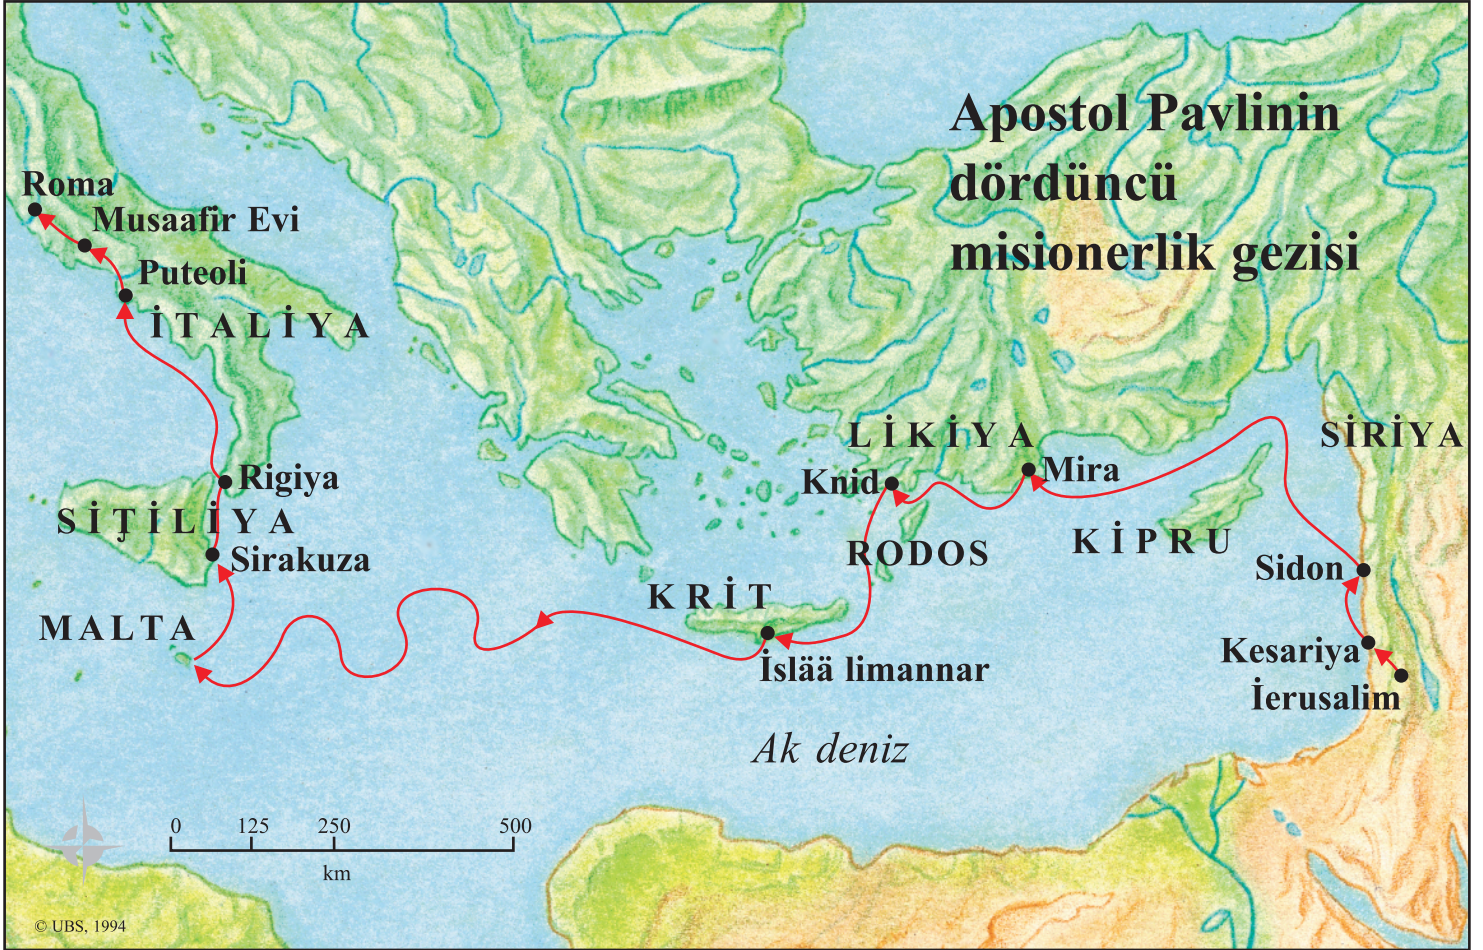 Apostol Pavlinin
dördüncü
misionerlik gezisi
Roma
Musaafir Evi
Puteoli
İTALİYA
LİKİYA
SİRİYA
Rigiya
Knid
Mira
SİŢİLİYA
KİPRU
Sirakuza
RODOS
Sidon
KRİT
MALTA
Kesariya
İslää limannar
İerusalim
Ak deniz
0 125 250 500
km
© UBS, 1994